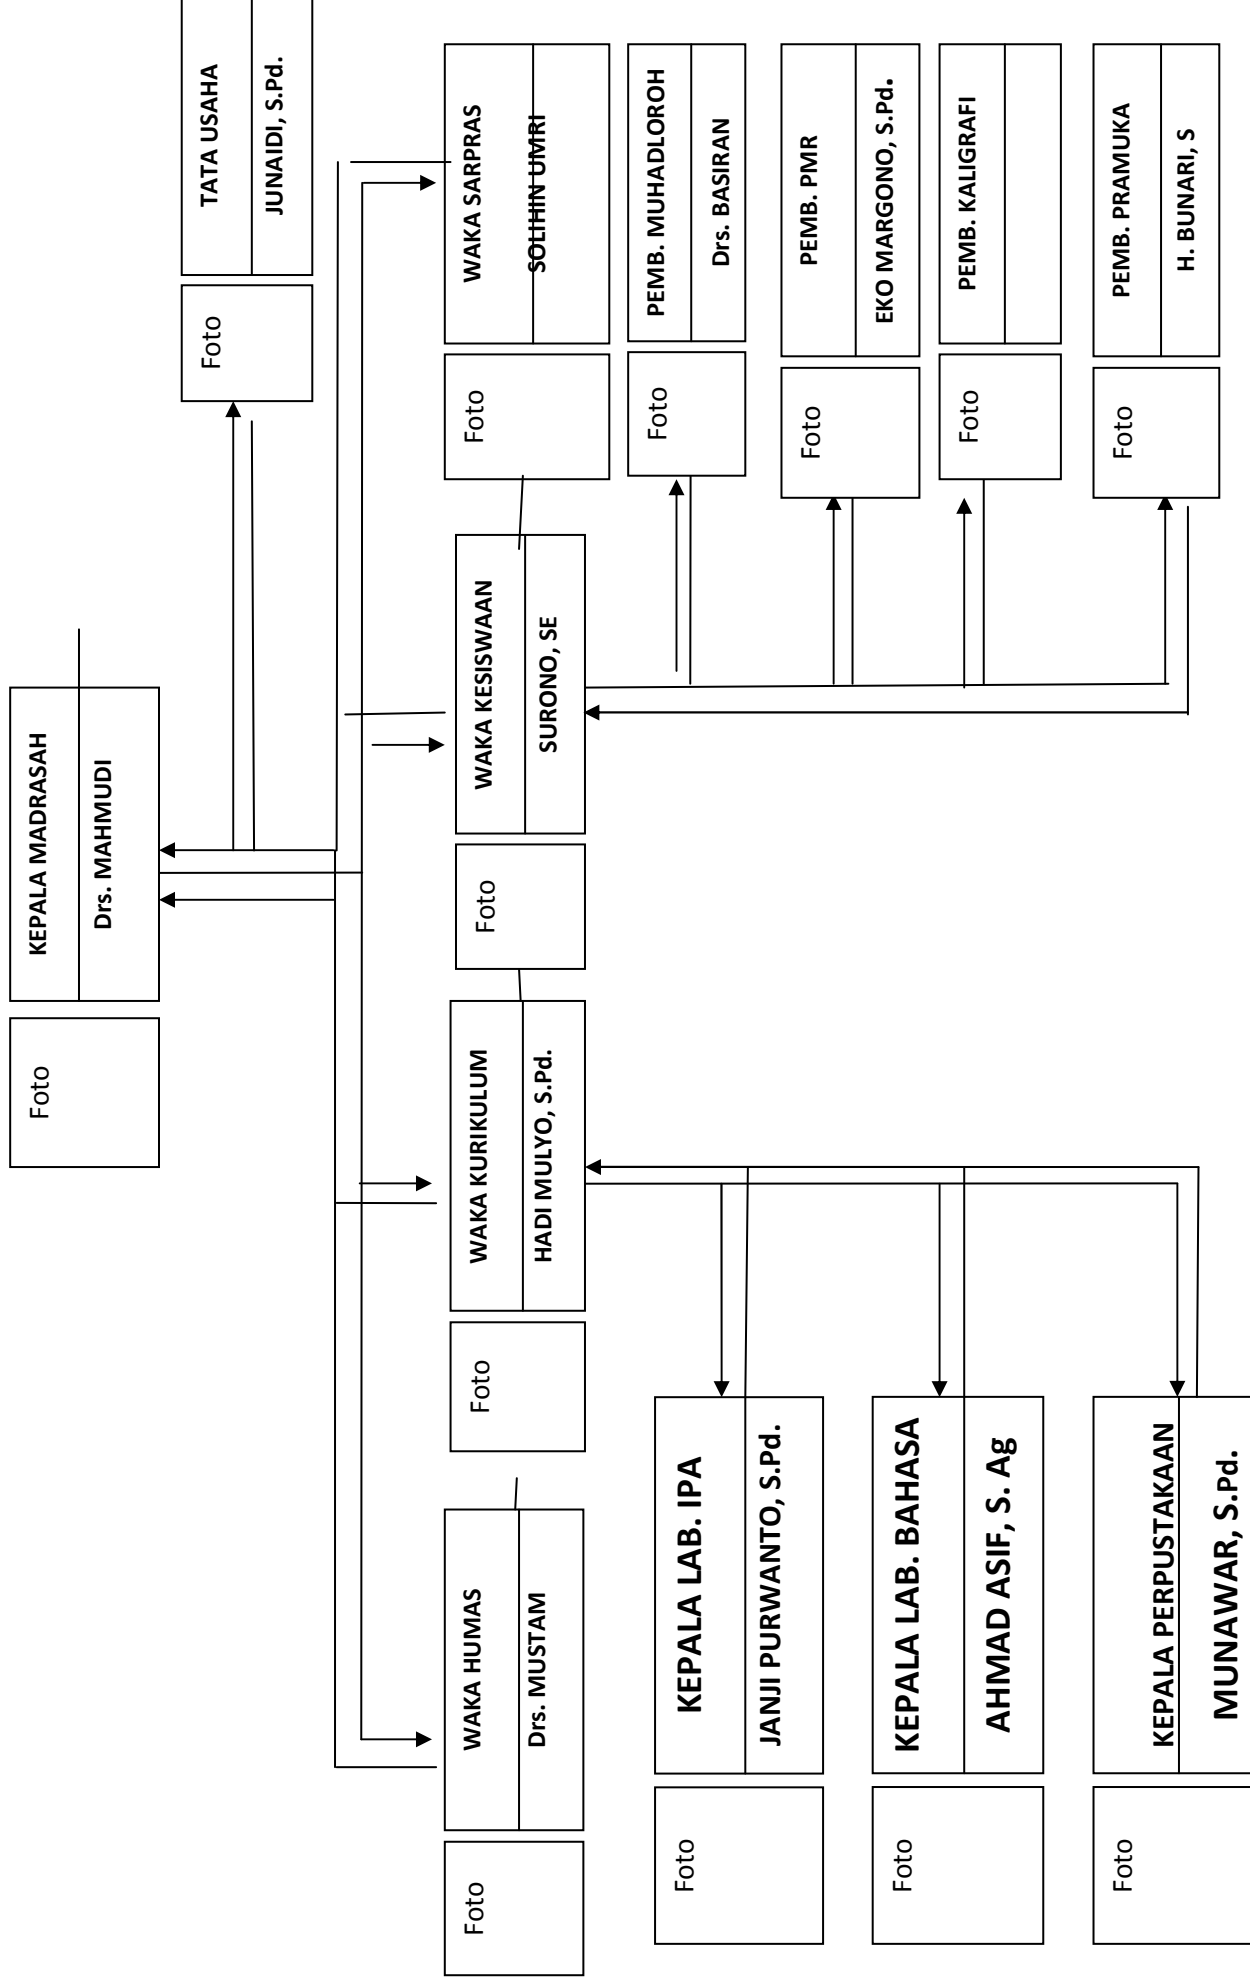 Foto
KEPALA MADRASAH
Drs. MAHMUDI
Foto
TATA USAHA
JUNAIDI, S.Pd.
Foto
WAKA HUMAS
Drs. MUSTAM
Foto
WAKA KURIKULUM
HADI MULYO, S.Pd.
Foto
WAKA KESISWAAN
SURONO, SE
Foto
WAKA SARPRAS
SOLIHIN UMRI
Foto
KEPALA LAB. IPA
JANJI PURWANTO, S.Pd.
Foto
PEMB. MUHADLOROH
Drs. BASIRAN
Foto
PEMB. PMR
EKO MARGONO, S.Pd.
Foto
KEPALA LAB. BAHASA
AHMAD ASIF, S. Ag
Foto
PEMB. KALIGRAFI
Foto
KEPALA PERPUSTAKAAN
MUNAWAR, S.Pd.
Foto
PEMB. PRAMUKA
H. BUNARI, S